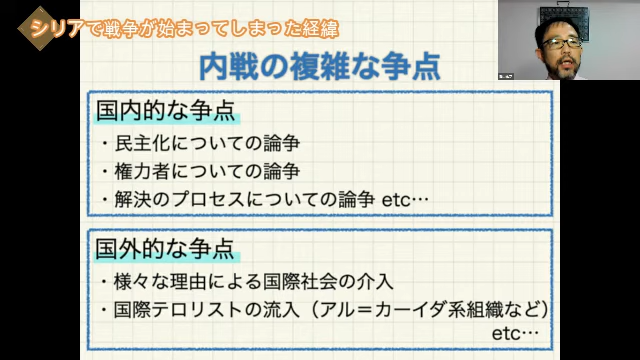 シリアで戦争が始まってしまった経緯
内戦の複雑な争点
国内的な争点
・民主化についての論争
・権力者についての論争
・解決のプロセスについての論争 etc…
国外的な争点
・様々な理由による国際社会の介入
・国際テロリストの流入（アル＝カーイダ系組織など）
etc…